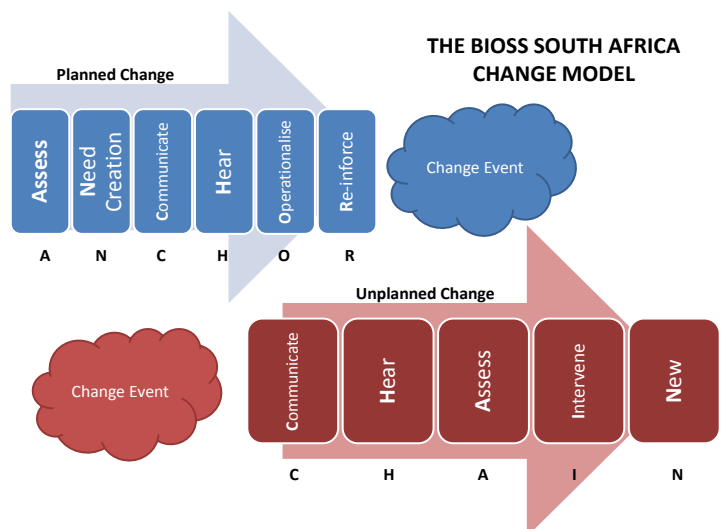 THE BIOSS SOUTH AFRICA
CHANGE MODEL
Planned Change
Assess
Need
Creation
Communicate
Hear
Operationalise
Re-inforce
Change Event
A N C H O R
Unplanned Change
Change Event
Communicate
Hear
Assess
Intervene
New
C H A I N